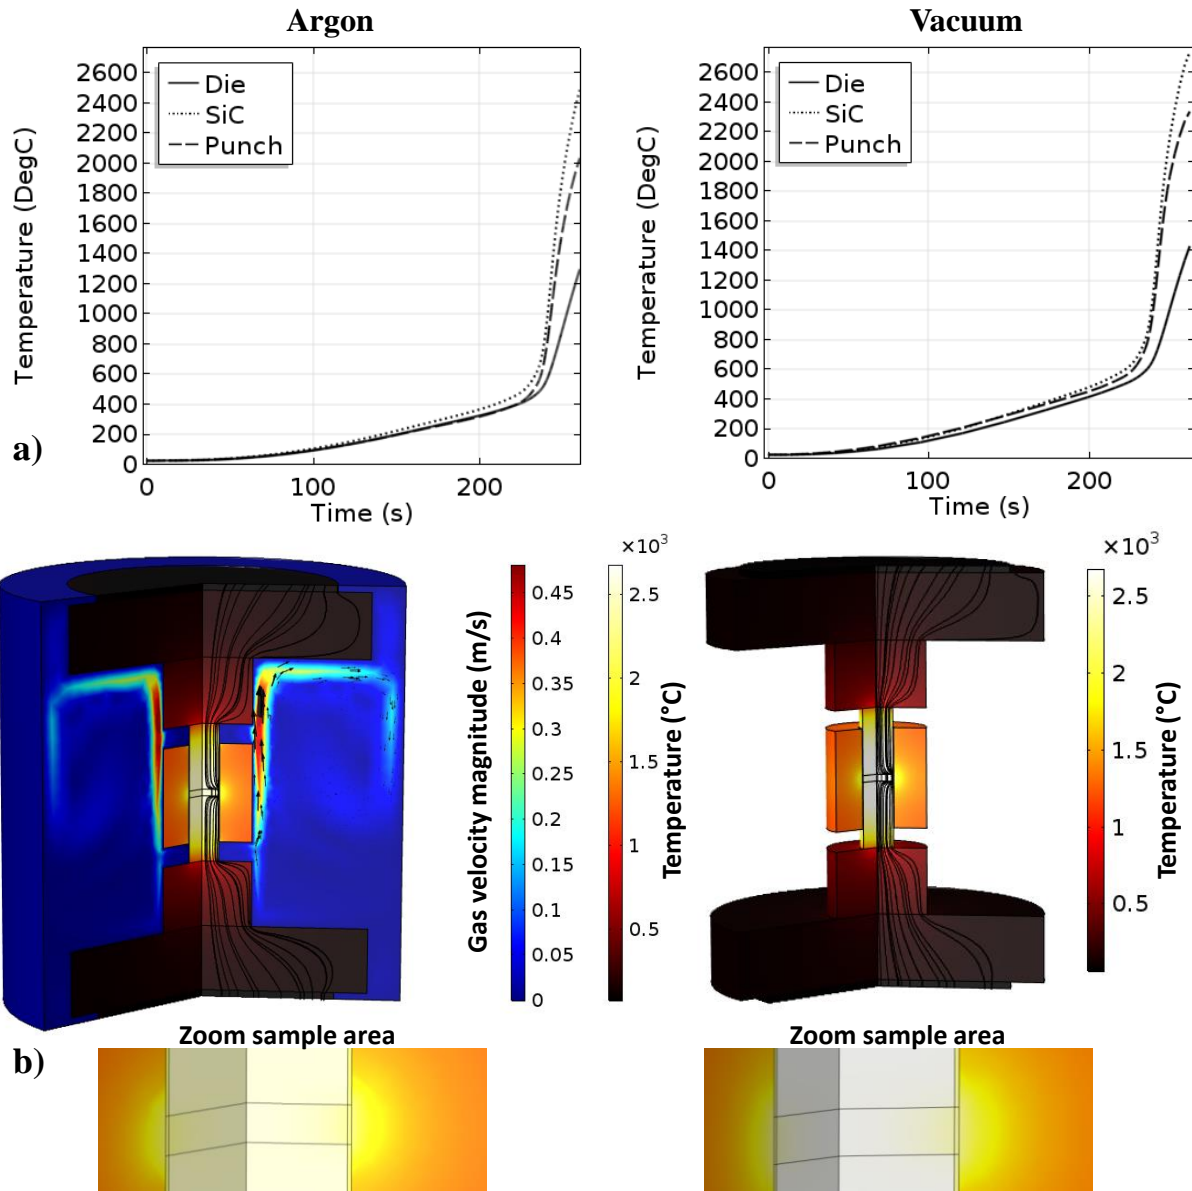 Argon
Vacuum
2600
2400
2200
2000
1800
1600
1400
1200
1000
800
600
400
200
0
Temperature (DegC)
Die
SiC
Punch
0
100
200
Time (s)
2600
2400
2200
2000
1800
1600
1400
1200
1000
800
600
400
200
0
Temperature (DegC)
Die
SiC
Punch
0
100
200
Time (s)
a)
Gas velocity magnitude (m/s)
0.45
0.4
0.35
0.3
0.25
0.2
0.15
0.1
0.05
0
×10³
2.5
2
1.5
1
0.5
Temperature (°C)
×10³
2.5
2
1.5
1
0.5
Temperature (°C)
Zoom sample area
Zoom sample area
b)